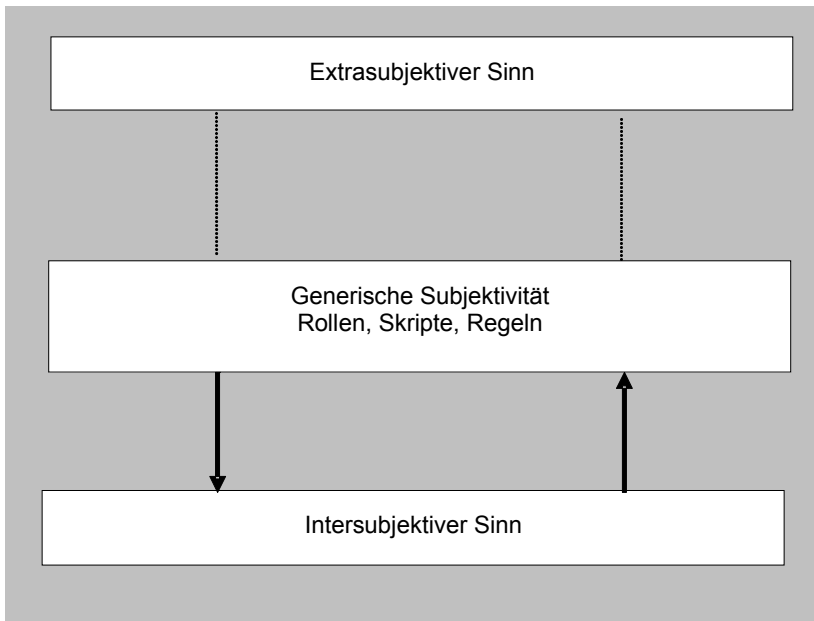 Extrasubjektiver Sinn
Generische Subjektivität
Rollen, Skripte, Regeln
Intersubjektiver Sinn